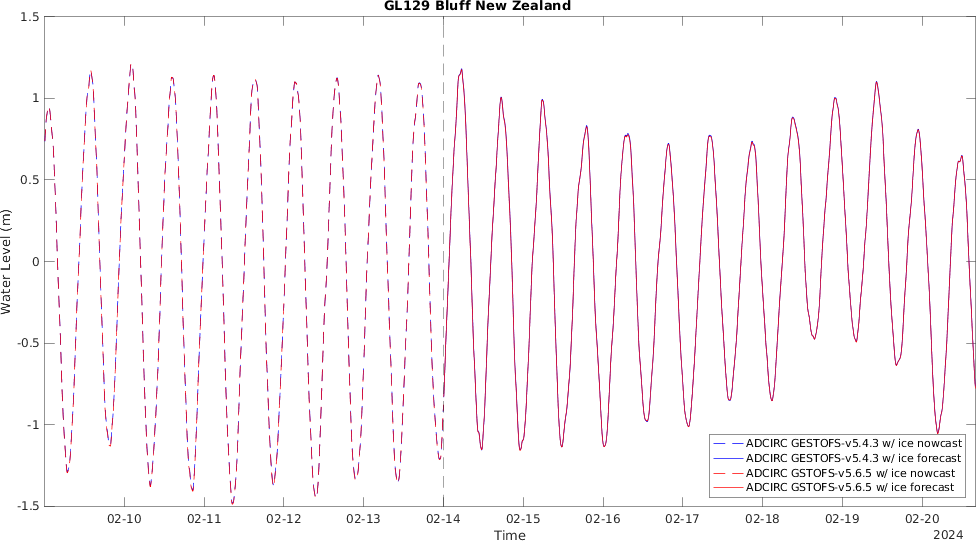 GL129 Bluff New Zealand
1.5
1
0.5
0
-0.5
-1
-1.5
Water Level (m)
ADCIRC GESTOFS-v5.4.3 w/ ice nowcast
ADCIRC GESTOFS-v5.4.3 w/ ice forecast
ADCIRC GSTOFS-v5.6.5 w/ ice nowcast
ADCIRC GSTOFS-v5.6.5 w/ ice forecast
02-10 02-11 02-12 02-13 02-14 02-15 02-16 02-17 02-18 02-19 02-20
Time
2024